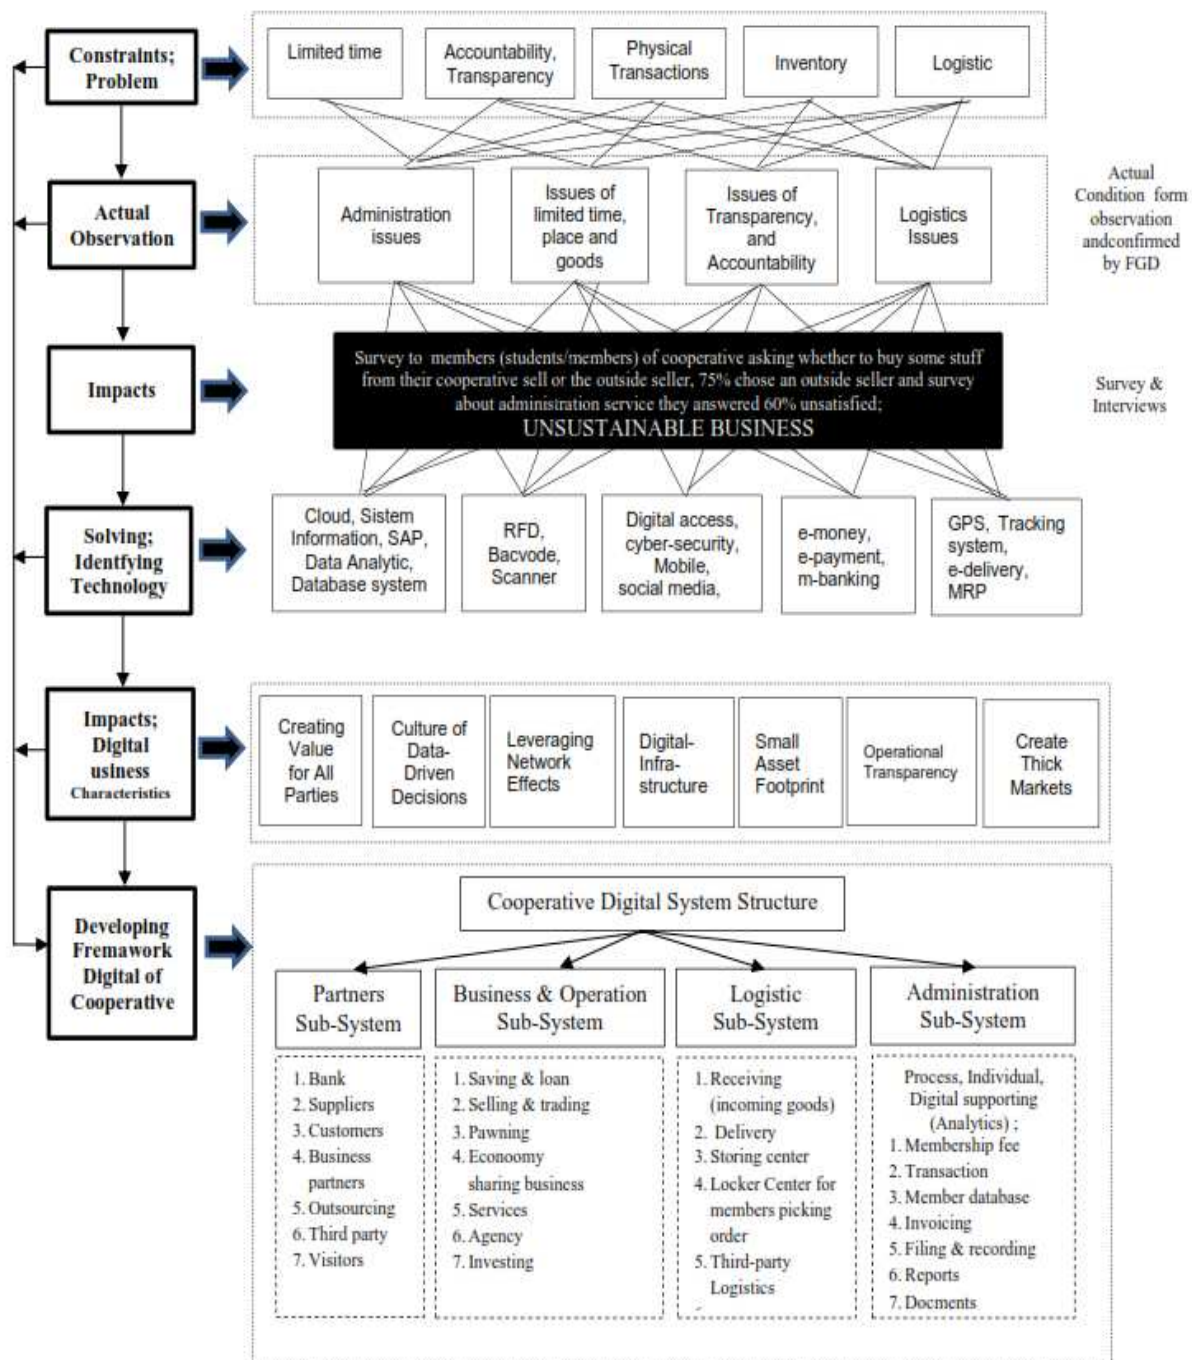 Constraints;
Problem
Limited time
Accountability,
Transparency
Physical
Transactions
Inventory
Logistic
Actual
Observation
Administration
issues
Issues of
limited time,
place and
goods
Issues of
Transparency,
and
Accountability
Logistics
Issues
Actual
Condition form
observation
andconfirmed
by FGD
Impacts
Survey to members (students/members) of cooperative asking whether to buy some stuff
from their cooperative sell or the outside seller, 75% chose an outside seller and survey
about administration service they answered 60% unsatisfied;
UNSUSTAINABLE BUSINESS
Survey &
Interviews
Solving;
Identfying
Technology
Cloud, Sistem
Information, SAP,
Data Analytic,
Database system
RFD,
Bacvode,
Scanner
Digital access,
cyber-security,
Mobile,
social media,
e-money,
e-payment,
m-banking
GPS, Tracking
system,
e-delivery,
MRP
Impacts;
Digital
usiness
Characteristics
Creating
Value
for All
Parties
Culture of
Data-
Driven
Decisions
Leveraging
Network
Effects
Digital-
Infra-
structure
Small
Asset
Footprint
Operational
Transparency
Create
Thick
Markets
Developing
Fremawork
Digital of
Cooperative
Cooperative Digital System Structure
Partners
Sub-System
Business & Operation
Sub-System
Logistic
Sub-System
Administration
Sub-System
1. Bank
2. Suppliers
3. Customers
4. Business
partners
5. Outsourcing
6. Third party
7. Visitors
1. Saving & loan
2. Selling & trading
3. Pawning
4. Economy
sharing business
5. Services
6. Agency
7. Investing
1. Receiving
(incoming goods)
2. Delivery
3. Storing center
4. Locker Center for
members picking
order
5. Third-party
Logistics
Process, Individual,
Digital supporting
(Analytics) ;
1. Membership fee
2. Transaction
3. Member database
4. Invoicing
5. Filing & recording
6. Reports
7. Docments